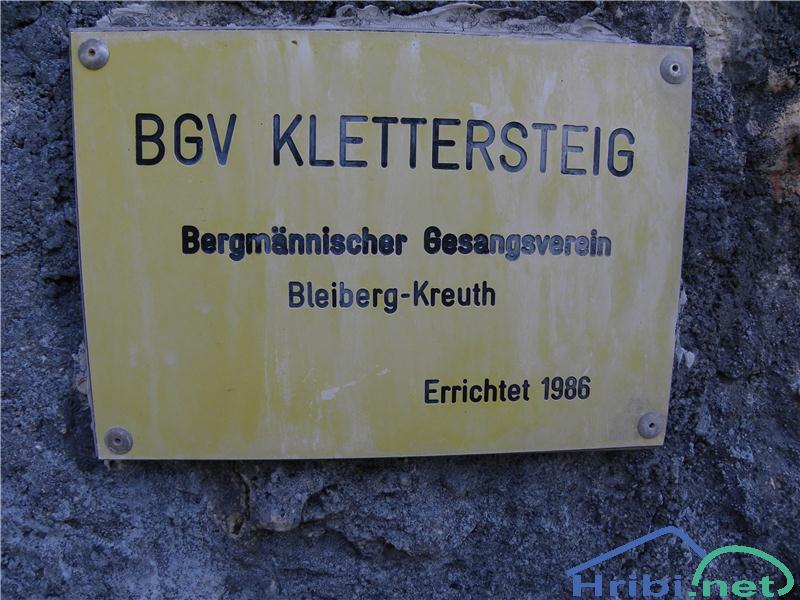 BGV KLETTERSTEIG
Bergmännischer Gesangsverein
Bleiberg-Kreuth
Errichtet 1986
Hribi.net